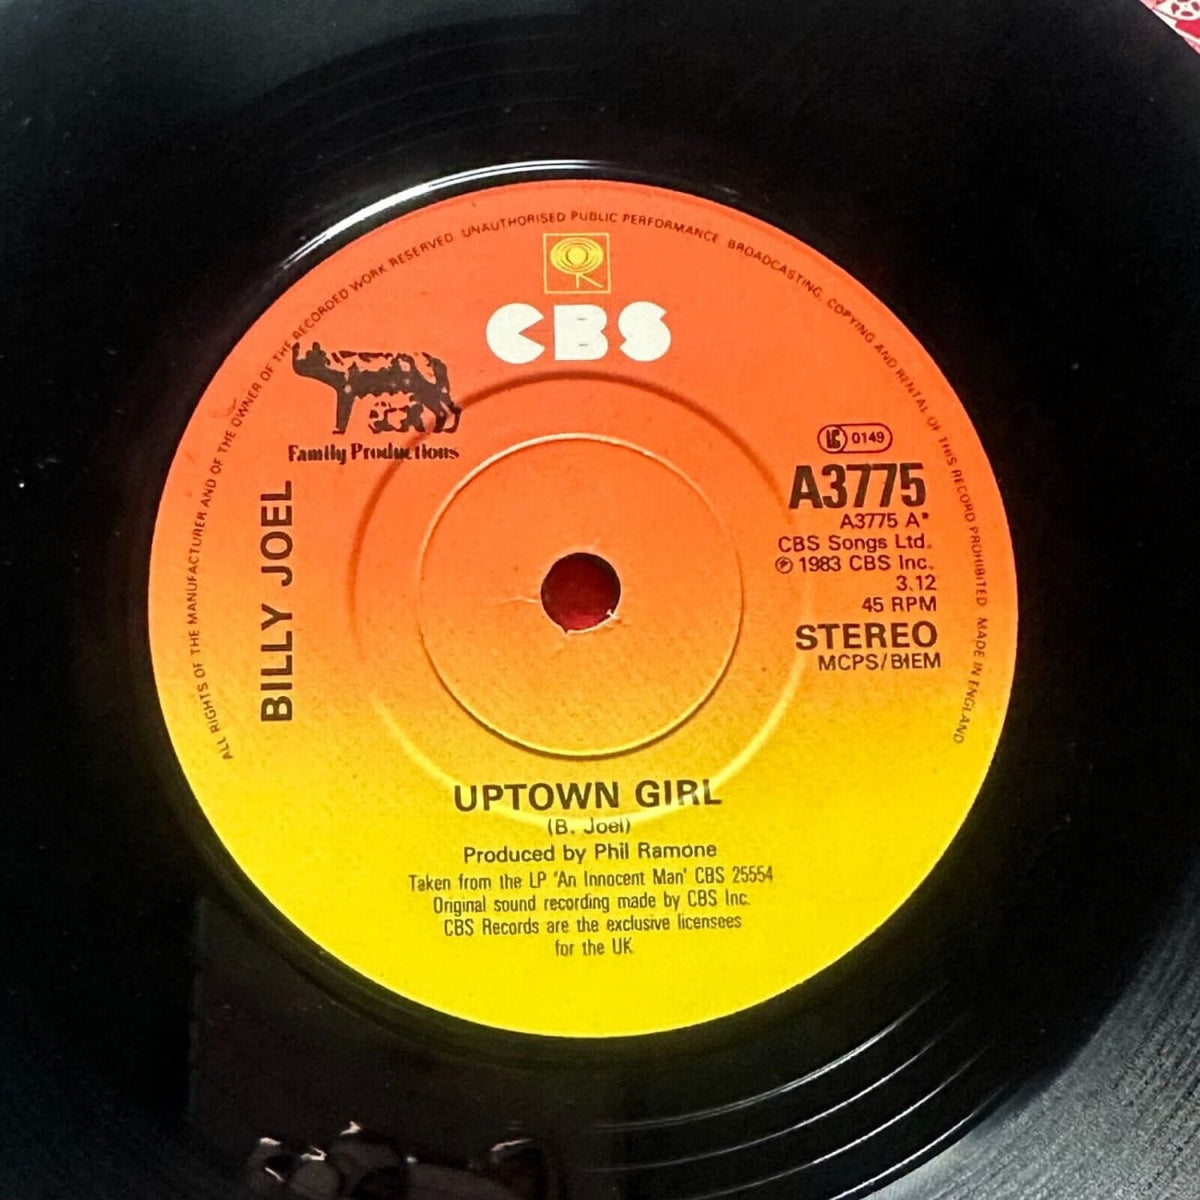 ALL RIGHTS OF THE MANUFACTURER AND OF THE OWNER OF THE RECORDED WORK RESERVED UNAUTHORISED PUBLIC PERFORMANCE BROADCASTING, COPYING AND RENTAL OF THIS RECORD PROHIBITED MADE IN ENGLAND
CBS
Family Productions
BILLY JOEL
LC 0149
A3775
A3775 A*
CBS Songs Ltd.
℗ 1983 CBS Inc.
3.12
45 RPM
STEREO
MCPS/BIEM
UPTOWN GIRL
(B. Joel)
Produced by Phil Ramone
Taken from the LP 'An Innocent Man' CBS 25554
Original sound recording made by CBS Inc.
CBS Records are the exclusive licensees
for the UK